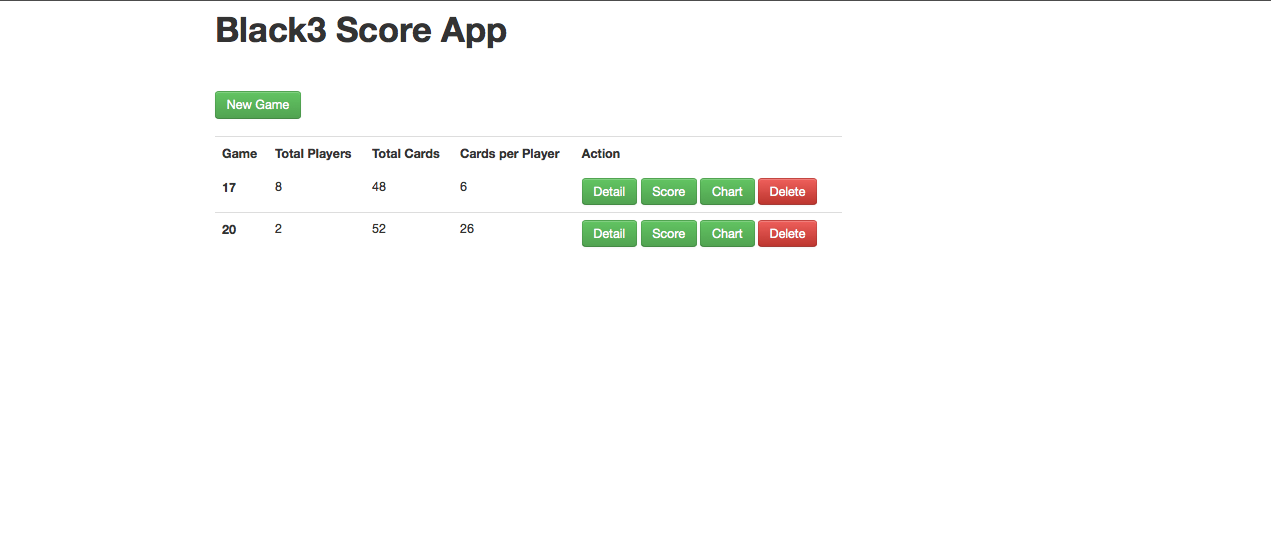 Black3 Score App
New Game
Game Total Players Total Cards Cards per Player Action
17 8 48 6 Detail Score Chart Delete
20 2 52 26 Detail Score Chart Delete